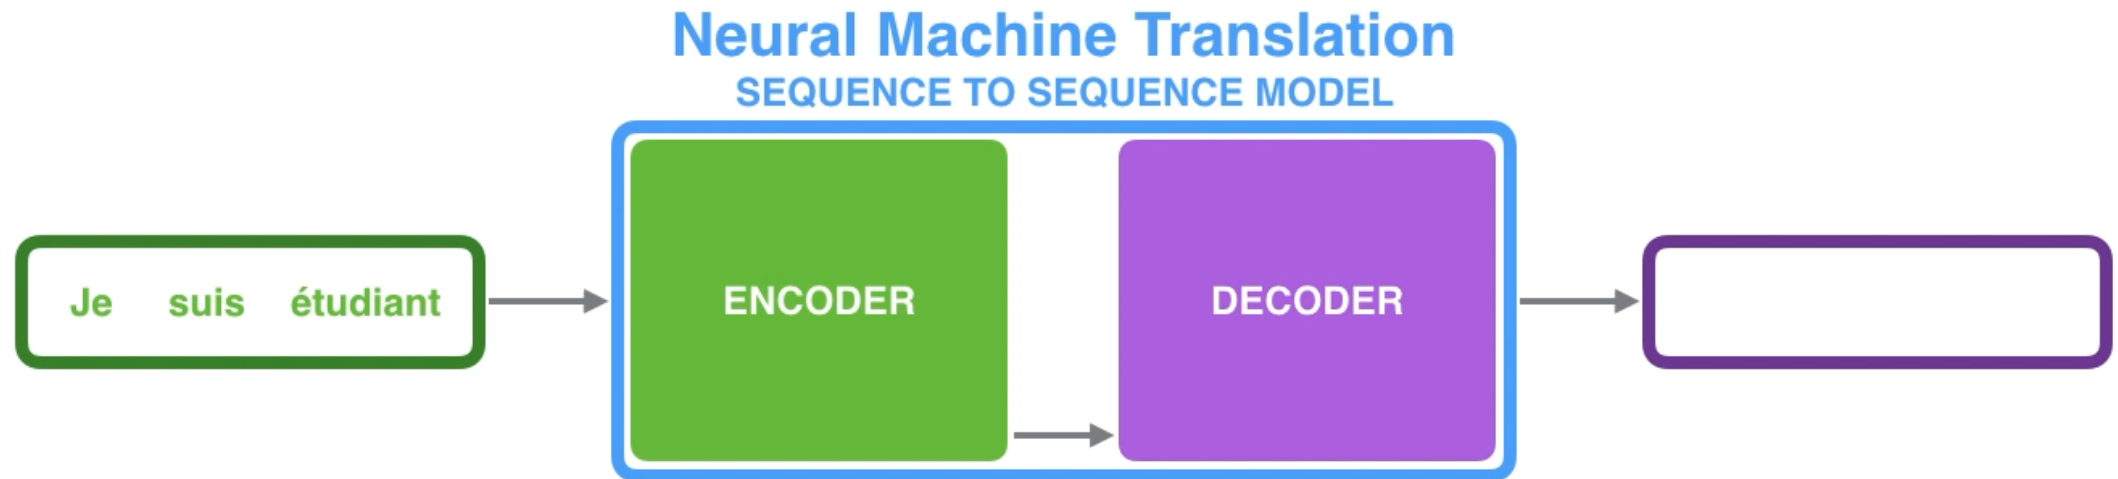 Neural Machine Translation
SEQUENCE TO SEQUENCE MODEL
Je suis étudiant
ENCODER
DECODER